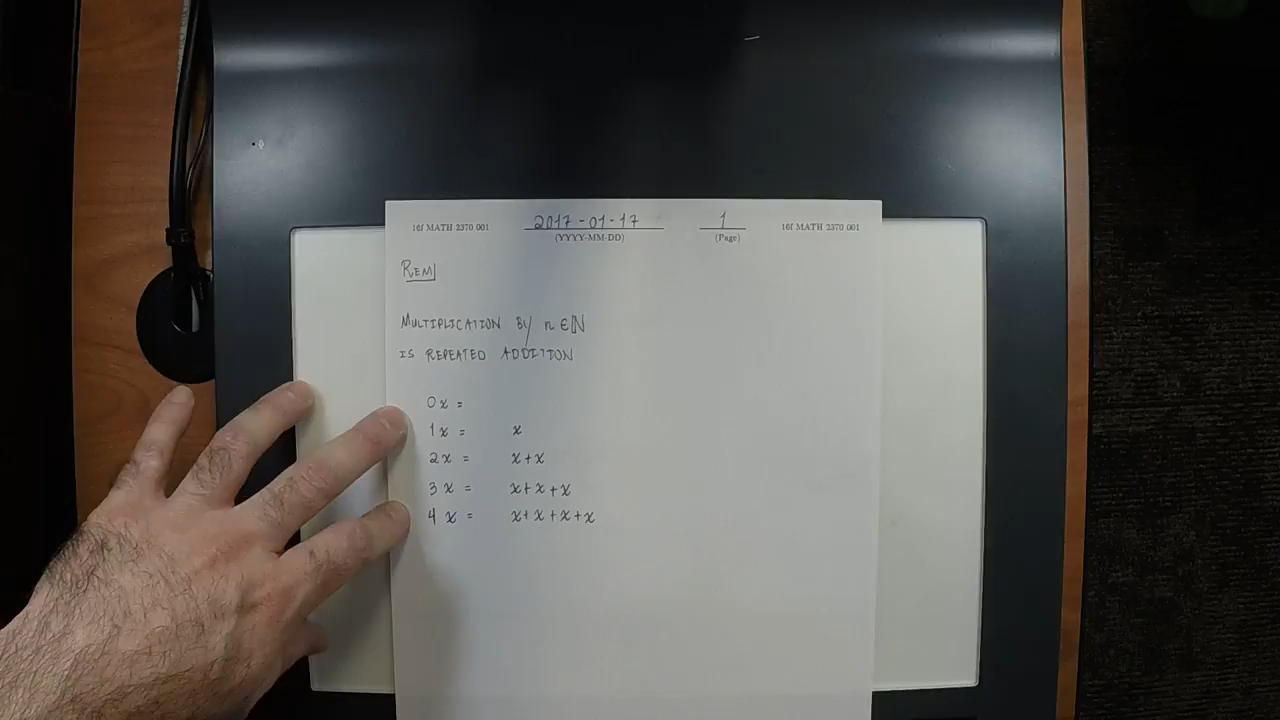 16f MATH 2370 001 2017-01-17 1 16f MATH 2370 001
(YYYY-MM-DD) (Page)
REM
MULTIPLICATION BY n ∈ ℕ
IS REPEATED ADDITION
0x =
1x = x
2x = x+x
3x = x+x+x
4x = x+x+x+x